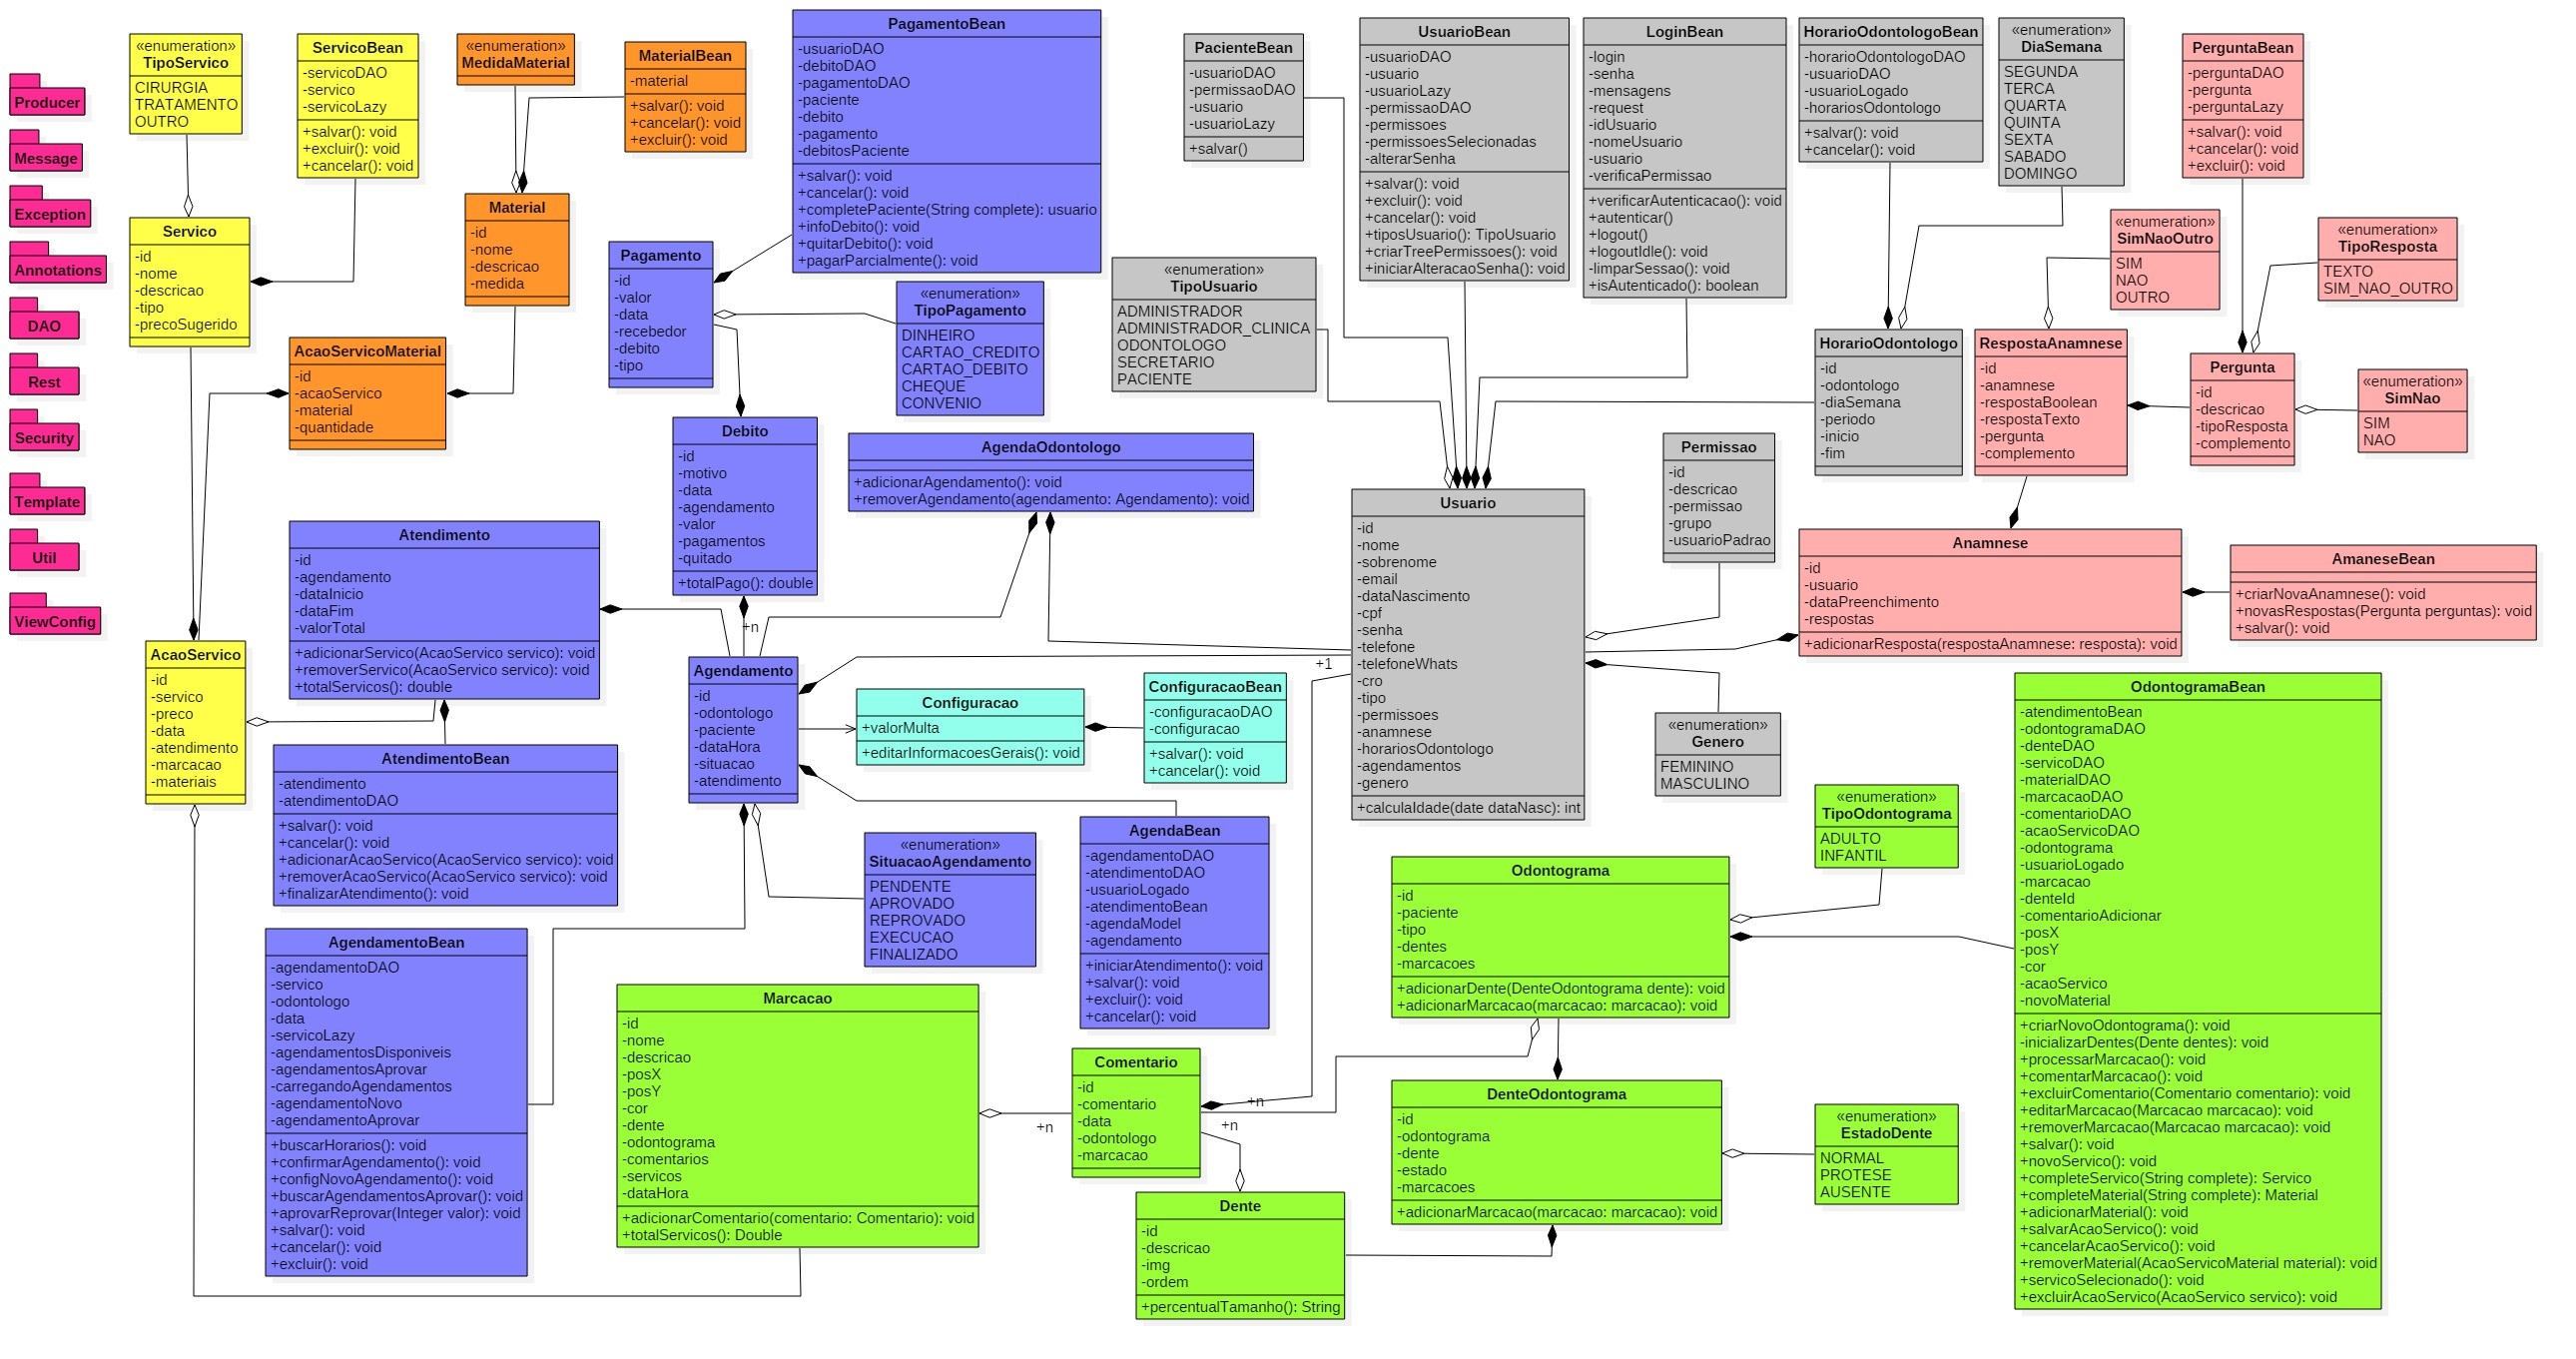 Producer
Message
Exception
Annotations
DAO
Rest
Security
Template
Util
ViewConfig
«enumeration»
TipoServico
CIRURGIA
TRATAMENTO
OUTRO
ServicoBean
-servicoDAO
-servico
-servicoLazy
+salvar(): void
+excluir(): void
+cancelar(): void
Servico
-id
-nome
-descricao
-tipo
-precoSugerido
«enumeration»
MedidaMaterial
MaterialBean
-material
+salvar(): void
+cancelar(): void
+excluir(): void
Material
-id
-nome
-descricao
-medida
AcaoServicoMaterial
-id
-acaoServico
-material
-quantidade
AcaoServico
-id
-servico
-preco
-data
-atendimento
-marcacao
-materiais
PagamentoBean
-usuarioDAO
-debitoDAO
-pagamentoDAO
-paciente
-debito
-pagamento
-debitosPaciente
+salvar(): void
+cancelar(): void
+completePaciente(String complete): usuario
+infoDebito(): void
+quitarDebito(): void
+pagarParcialmente(): void
Pagamento
-id
-valor
-data
-recebedor
-debito
-tipo
«enumeration»
TipoPagamento
DINHEIRO
CARTAO_CREDITO
CARTAO_DEBITO
CHEQUE
CONVENIO
Debito
-id
-motivo
-data
-agendamento
-valor
-pagamentos
-quitado
+totalPago(): double
+n
AgendaOdontologo
+adicionarAgendamento(): void
+removerAgendamento(agendamento: Agendamento): void
Atendimento
-id
-agendamento
-dataInicio
-dataFim
-valorTotal
+adicionarServico(AcaoServico servico): void
+removerServico(AcaoServico servico): void
+totalServicos(): double
AtendimentoBean
-atendimento
-atendimentoDAO
+salvar(): void
+cancelar(): void
+adicionarAcaoServico(AcaoServico servico): void
+removerAcaoServico(AcaoServico servico): void
+finalizarAtendimento(): void
Agendamento
-id
-odontologo
-paciente
-dataHora
-situacao
-atendimento
Configuracao
+valorMulta
+editarInformacoesGerais(): void
ConfiguracaoBean
-configuracaoDAO
-configuracao
+salvar(): void
+cancelar(): void
«enumeration»
SituacaoAgendamento
PENDENTE
APROVADO
REPROVADO
EXECUCAO
FINALIZADO
AgendaBean
-agendamentoDAO
-atendimentoDAO
-usuarioLogado
-atendimentoBean
-agendaModel
-agendamento
+iniciarAtendimento(): void
+salvar(): void
+excluir(): void
+cancelar(): void
AgendamentoBean
-agendamentoDAO
-servico
-odontologo
-data
-servicoLazy
-agendamentosDisponiveis
-agendamentosAprovar
-carregandoAgendamentos
-agendamentoNovo
-agendamentoAprovar
+buscarHorarios(): void
+confirmarAgendamento(): void
+configNovoAgendamento(): void
+buscarAgendamentosAprovar(): void
+aprovarReprovar(Integer valor): void
+salvar(): void
+cancelar(): void
+excluir(): void
PacienteBean
-usuarioDAO
-permissaoDAO
-usuario
-usuarioLazy
+salvar()
UsuarioBean
-usuarioDAO
-usuario
-usuarioLazy
-permissaoDAO
-permissoes
-permissoesSelecionadas
-alterarSenha
+salvar(): void
+excluir(): void
+cancelar(): void
+tiposUsuario(): TipoUsuario
+criarTreePermissoes(): void
+iniciarAlteracaoSenha(): void
LoginBean
-login
-senha
-mensagens
-request
-idUsuario
-nomeUsuario
-usuario
-verificaPermissao
+verificarAutenticacao(): void
+autenticar()
+logout()
+logoutIdle(): void
-limparSesao(): void
+isAutenticado(): boolean
HorarioOdontologoBean
-horarioOdontologoDAO
-usuarioDAO
-usuarioLogado
-horariosOdontologo
+salvar(): void
+cancelar(): void
«enumeration»
DiaSemana
SEGUNDA
TERCA
QUARTA
QUINTA
SEXTA
SABADO
DOMINGO
«enumeration»
TipoUsuario
ADMINISTRADOR
ADMINISTRADOR_CLINICA
ODONTOLOGO
SECRETARIO
PACIENTE
HorarioOdontologo
-id
-odontologo
-diaSemana
-periodo
-inicio
-fim
Permissao
-id
-descricao
-permissao
-grupo
-usuarioPadrao
Usuario
-id
-nome
-sobrenome
-email
-dataNascimento
-cpf
-senha
-telefone
-telefoneWhats
-cro
-tipo
-permissoes
-anamnese
-horariosOdontologo
-agendamentos
-genero
+calculaIdade(date dataNasc): int
+1
«enumeration»
Genero
FEMININO
MASCULINO
PerguntaBean
-perguntaDAO
-pergunta
-perguntaLazy
+salvar(): void
+cancelar(): void
+excluir(): void
«enumeration»
SimNaoOutro
SIM
NAO
OUTRO
«enumeration»
TipoResposta
TEXTO
SIM_NAO_OUTRO
RespostaAnamnese
-id
-anamnese
-respostaBoolean
-respostaTexto
-pergunta
-complemento
Pergunta
-id
-descricao
-tipoResposta
-complemento
«enumeration»
SimNao
SIM
NAO
Anamnese
-id
-usuario
-dataPreenchimento
-respostas
+adicionarResposta(respostaAnamnese: resposta): void
AmaneseBean
+criarNovaAnamnese(): void
+novasRespostas(Pergunta perguntas): void
+salvar(): void
Marcacao
-id
-nome
-descricao
-posX
-posY
-cor
-dente
-odontograma
-comentarios
-servicos
-dataHora
+adicionarComentario(comentario: Comentario): void
+totalServicos(): Double
Comentario
-id
-comentario
-data
-odontologo
-marcacao
+n
+n
+n
Dente
-id
-descricao
-img
-ordem
+percentualTamanho(): String
Odontograma
-id
-paciente
-tipo
-dentes
-marcacoes
+adicionarDente(DenteOdontograma dente): void
+adicionarMarcacao(marcacao: marcacao): void
DenteOdontograma
-id
-odontograma
-dente
-estado
-marcacoes
+adicionarMarcacao(marcacao: marcacao): void
«enumeration»
TipoOdontograma
ADULTO
INFANTIL
«enumeration»
EstadoDente
NORMAL
PROTESE
AUSENTE
OdontogramaBean
-atendimentoBean
-odontogramaDAO
-denteDAO
-servicoDAO
-materialDAO
-marcacaoDAO
-comentarioDAO
-acaoServicoDAO
-odontograma
-usuarioLogado
-marcacao
-denteId
-comentarioAdicionar
-posX
-posY
-cor
-acaoServico
-novoMaterial
+criarNovoOdontograma(): void
-inicializarDentes(Dente dentes): void
+processarMarcacao(): void
+comentarMarcacao(): void
+excluirComentario(Comentario comentario): void
+editarMarcacao(Marcacao marcacao): void
+removerMarcacao(Marcacao marcacao): void
+salvar(): void
+novoServico(): void
+completeServico(String complete): Servico
+completeMaterial(String complete): Material
+adicionarMaterial(): void
+salvarAcaoServico(): void
+cancelarAcaoServico(): void
+removerMaterial(AcaoServicoMaterial material): void
+servicoSelecionado(): void
+excluirAcaoServico(AcaoServico servico): void